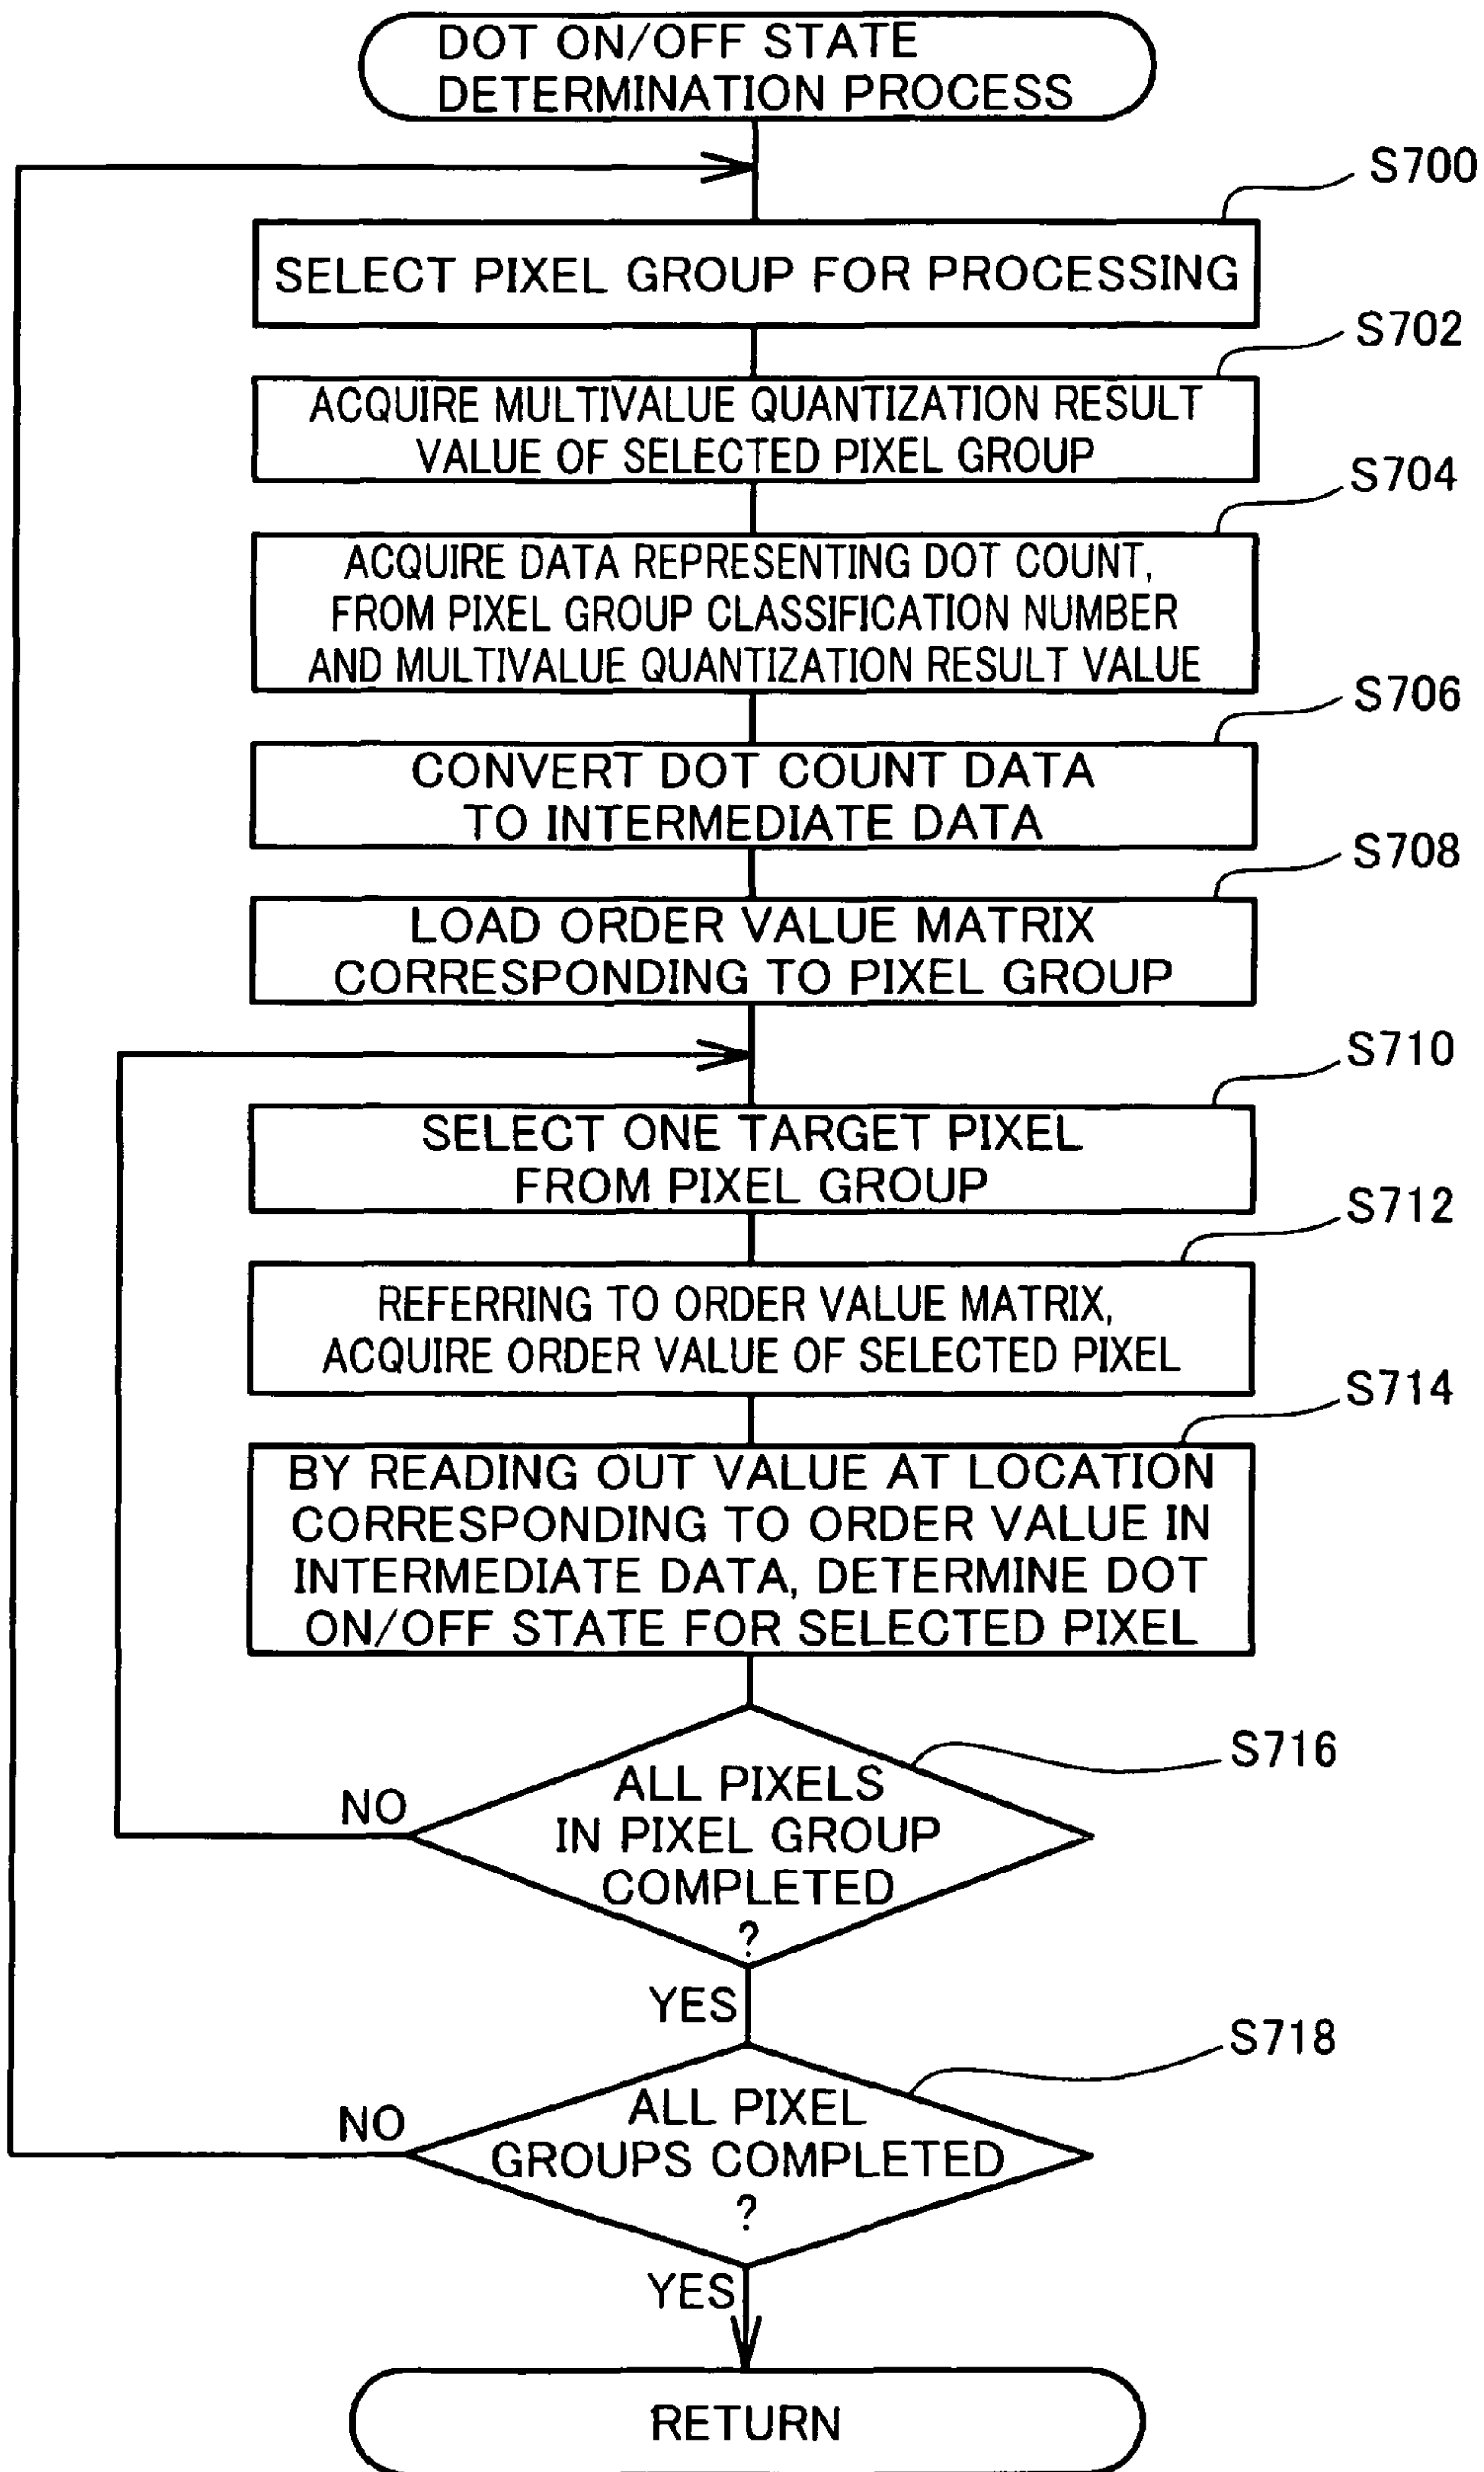 DOT ON/OFF STATE
DETERMINATION PROCESS
S700
SELECT PIXEL GROUP FOR PROCESSING
S702
ACQUIRE MULTIVALUE QUANTIZATION RESULT
VALUE OF SELECTED PIXEL GROUP
S704
ACQUIRE DATA REPRESENTING DOT COUNT,
FROM PIXEL GROUP CLASSIFICATION NUMBER
AND MULTIVALUE QUANTIZATION RESULT VALUE
S706
CONVERT DOT COUNT DATA
TO INTERMEDIATE DATA
S708
LOAD ORDER VALUE MATRIX
CORRESPONDING TO PIXEL GROUP
S710
SELECT ONE TARGET PIXEL
FROM PIXEL GROUP
S712
REFERRING TO ORDER VALUE MATRIX,
ACQUIRE ORDER VALUE OF SELECTED PIXEL
S714
BY READING OUT VALUE AT LOCATION
CORRESPONDING TO ORDER VALUE IN
INTERMEDIATE DATA, DETERMINE DOT
ON/OFF STATE FOR SELECTED PIXEL
S716
ALL PIXELS
IN PIXEL GROUP
COMPLETED
?
NO
YES
S718
ALL PIXEL
GROUPS COMPLETED
?
NO
YES
RETURN